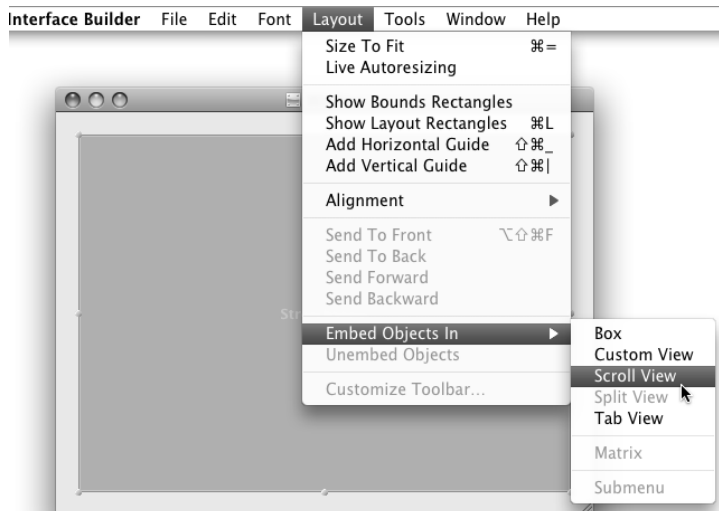 Interface Builder File Edit Font Layout Tools Window Help
Size To Fit ⌘=
Live Autoresizing
Show Bounds Rectangles
Show Layout Rectangles ⌘L
Add Horizontal Guide ⇧⌘_
Add Vertical Guide ⇧⌘|
Alignment
Send To Front ⌥⇧⌘F
Send To Back
Send Forward
Send Backward
Str
Embed Objects In
Unembed Objects
Customize Toolbar...
Box
Custom View
Scroll View
Split View
Tab View
Matrix
Submenu